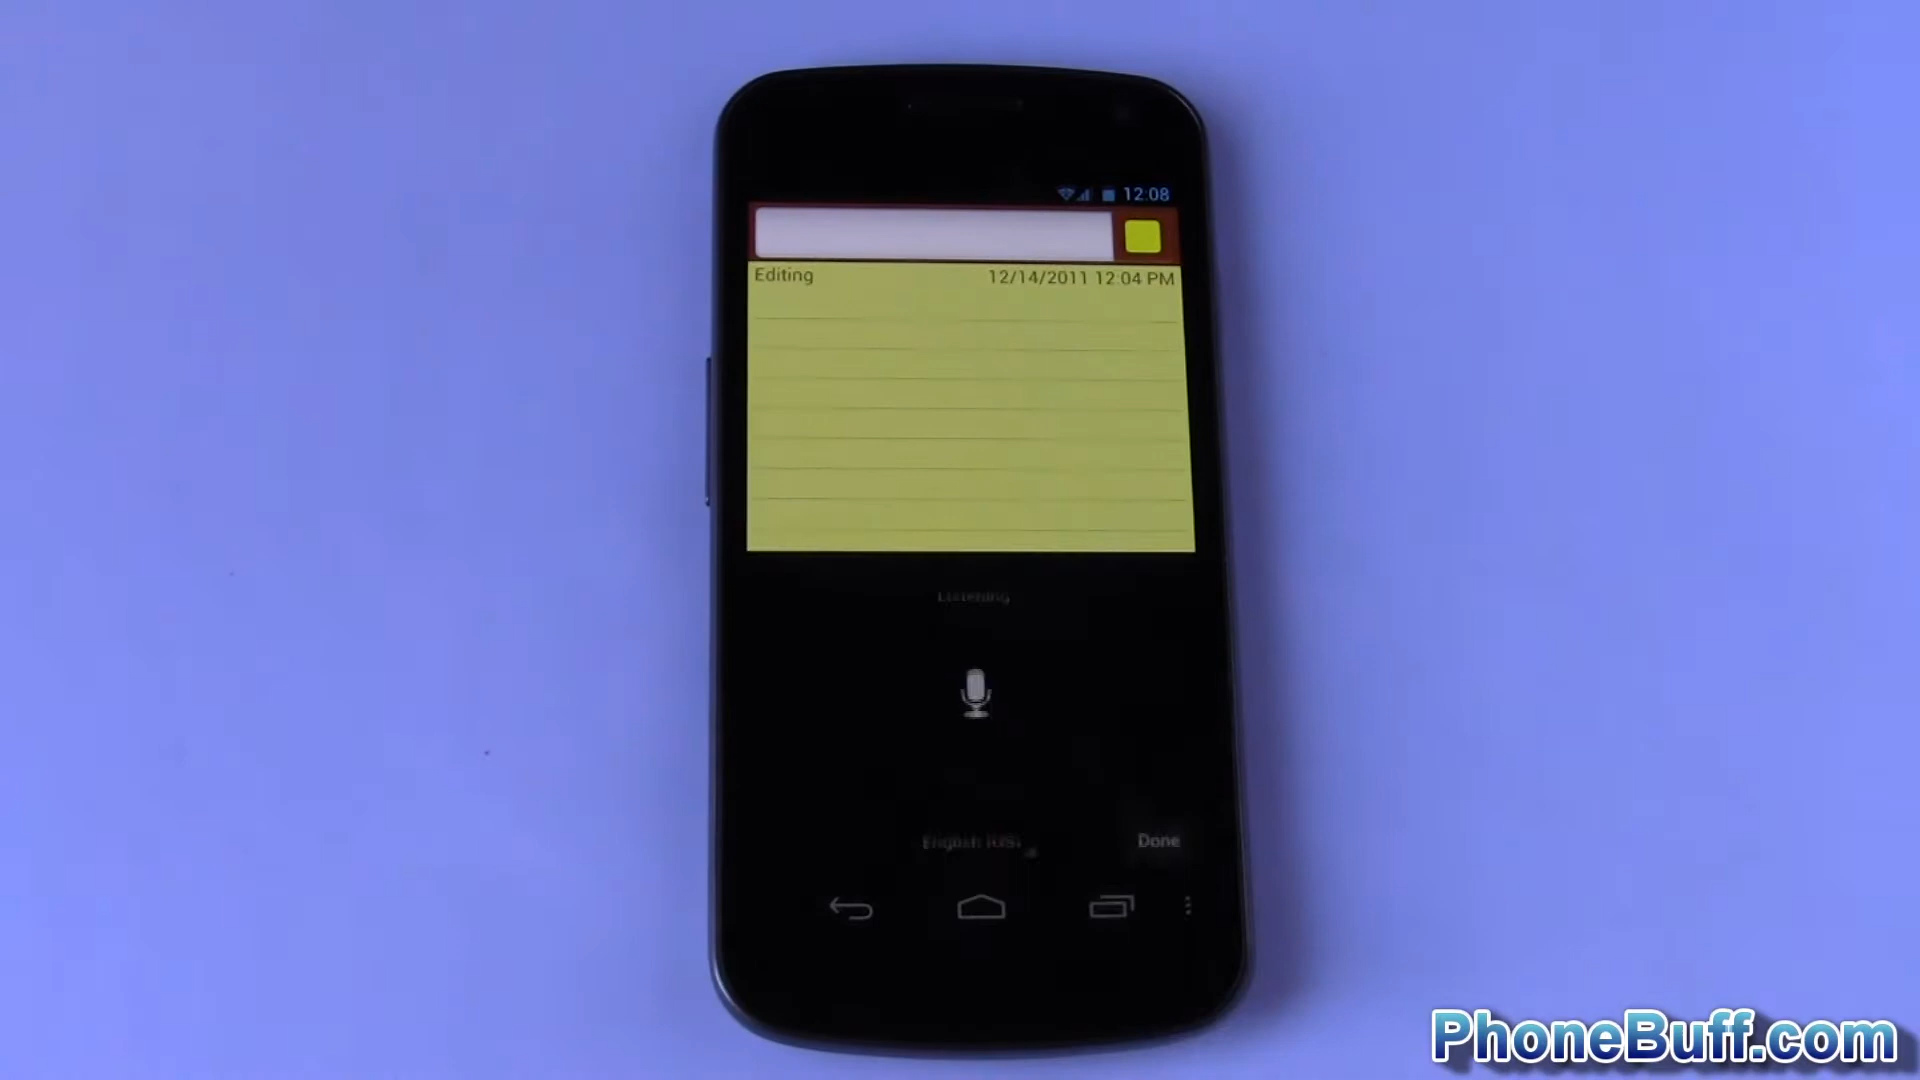 12:08
Editing 12/14/2011 12:04 PM
Listening
English (US) Done
PhoneBuff.com